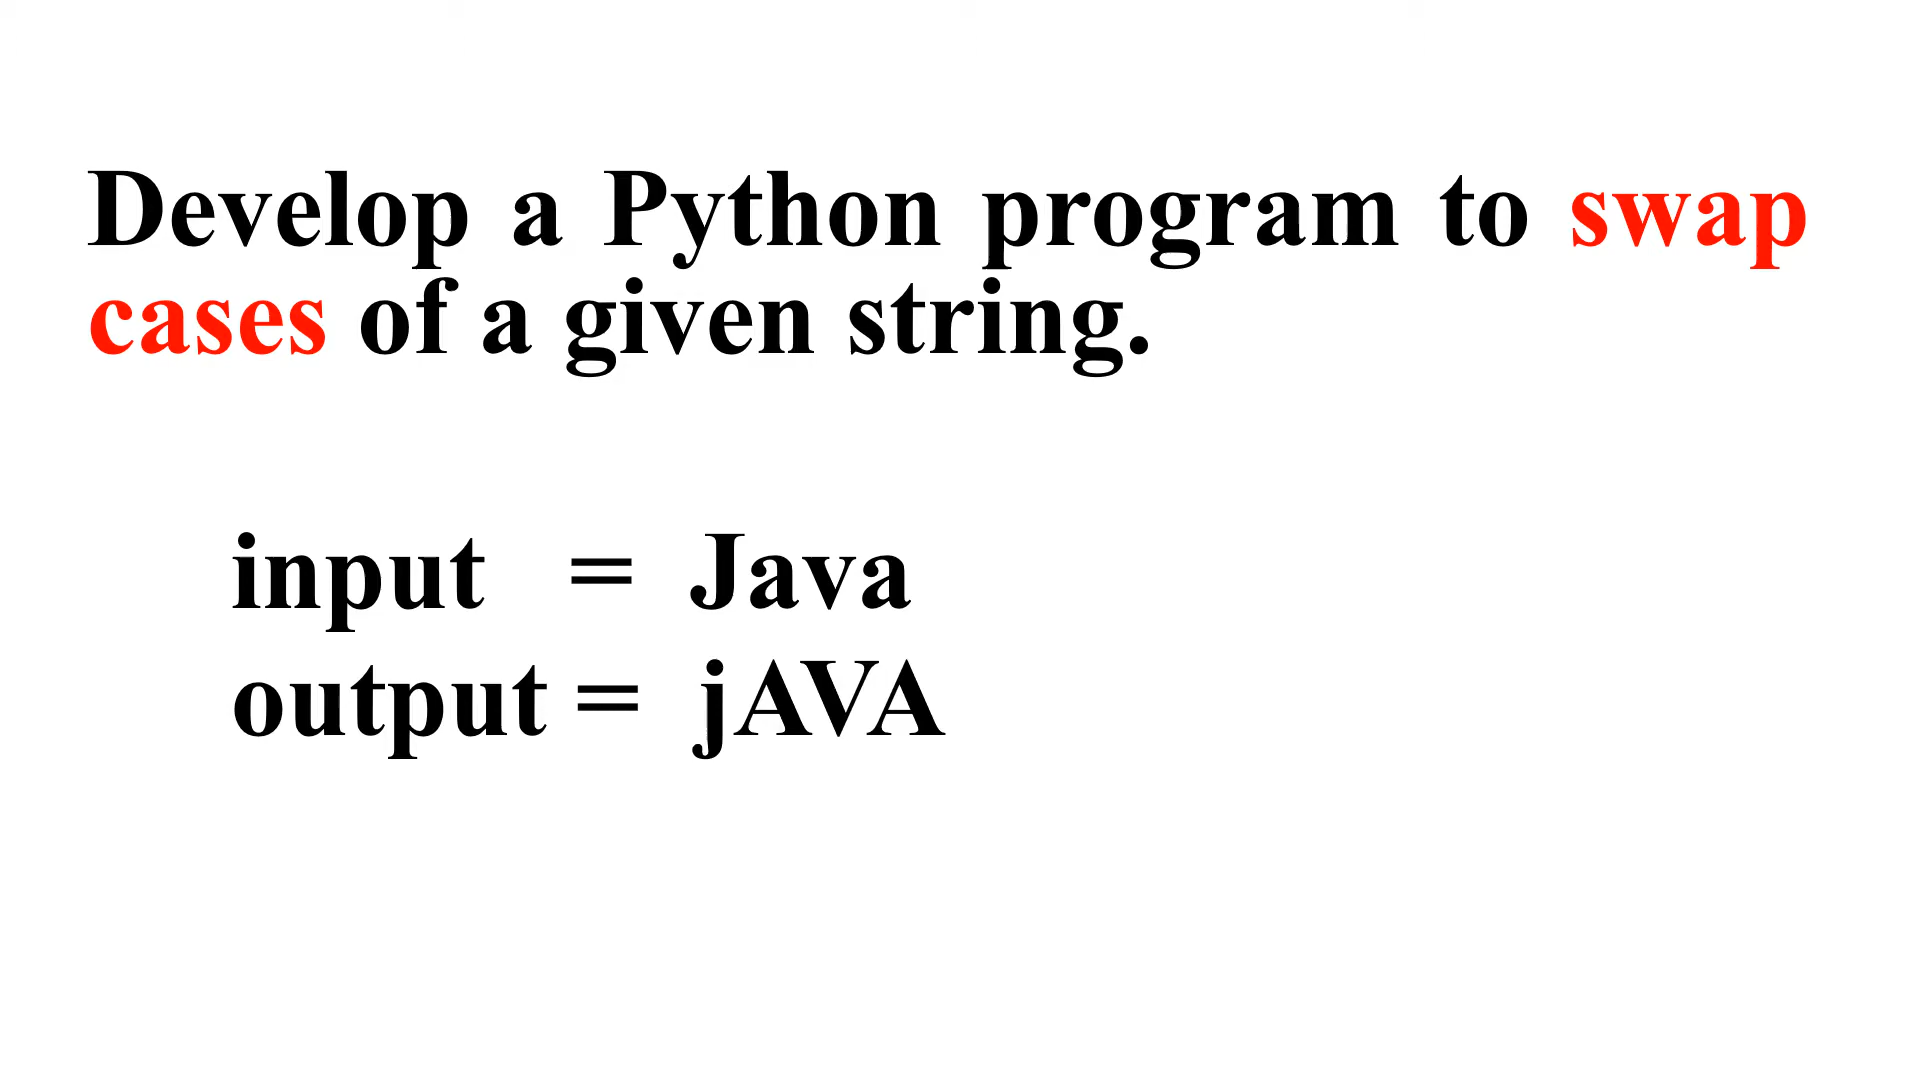 Develop a Python program to swap
cases of a given string.
input = Java
output = jAVA